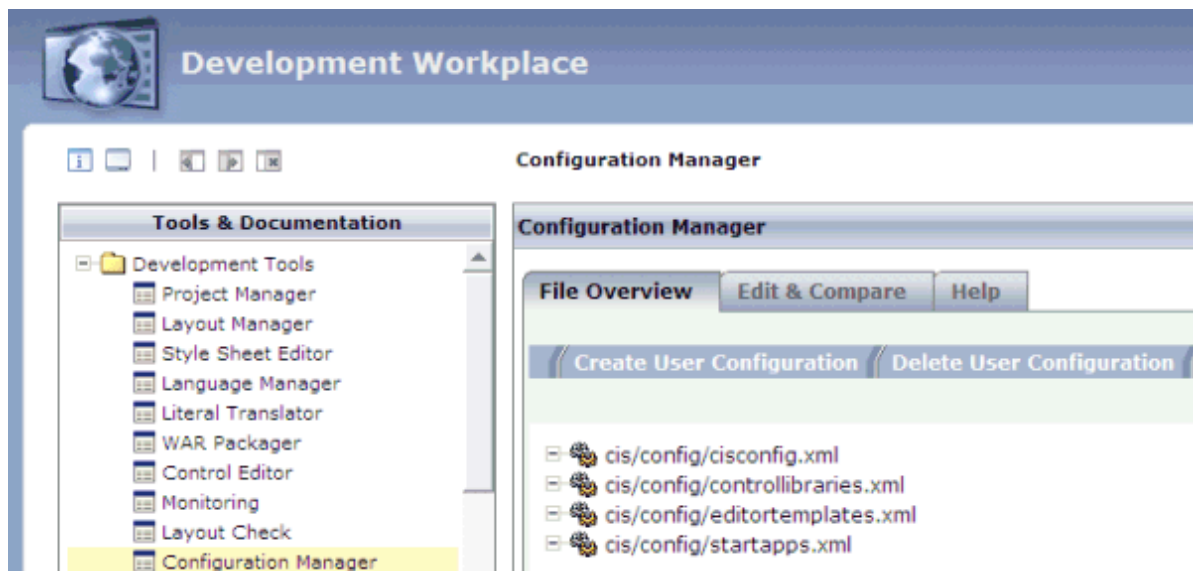 Development Workplace
Configuration Manager
Tools & Documentation
Development Tools
Project Manager
Layout Manager
Style Sheet Editor
Language Manager
Literal Translator
WAR Packager
Control Editor
Monitoring
Layout Check
Configuration Manager
Configuration Manager
File Overview Edit & Compare Help
Create User Configuration Delete User Configuration
cis/config/cisconfig.xml
cis/config/controllibraries.xml
cis/config/editortemplates.xml
cis/config/startapps.xml